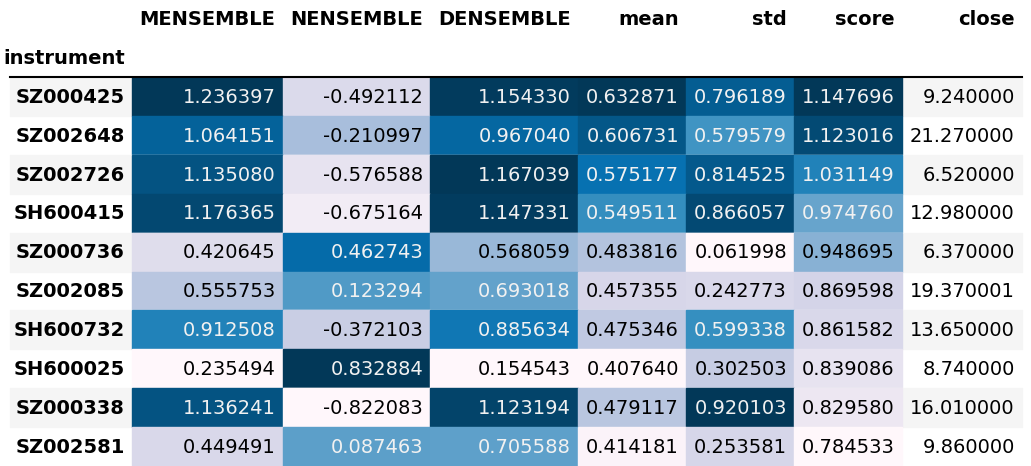 MENSEMBLE NENSEMBLE DENSEMBLE mean std score close
instrument
SZ000425 1.236397 -0.492112 1.154330 0.632871 0.796189 1.147696 9.240000
SZ002648 1.064151 -0.210997 0.967040 0.606731 0.579579 1.123016 21.270000
SZ002726 1.135080 -0.576588 1.167039 0.575177 0.814525 1.031149 6.520000
SH600415 1.176365 -0.675164 1.147331 0.549511 0.866057 0.974760 12.980000
SZ000736 0.420645 0.462743 0.568059 0.483816 0.061998 0.948695 6.370000
SZ002085 0.555753 0.123294 0.693018 0.457355 0.242773 0.869598 19.370001
SH600732 0.912508 -0.372103 0.885634 0.475346 0.599338 0.861582 13.650000
SH600025 0.235494 0.832884 0.154543 0.407640 0.302503 0.839086 8.740000
SZ000338 1.136241 -0.822083 1.123194 0.479117 0.920103 0.829580 16.010000
SZ002581 0.449491 0.087463 0.705588 0.414181 0.253581 0.784533 9.860000